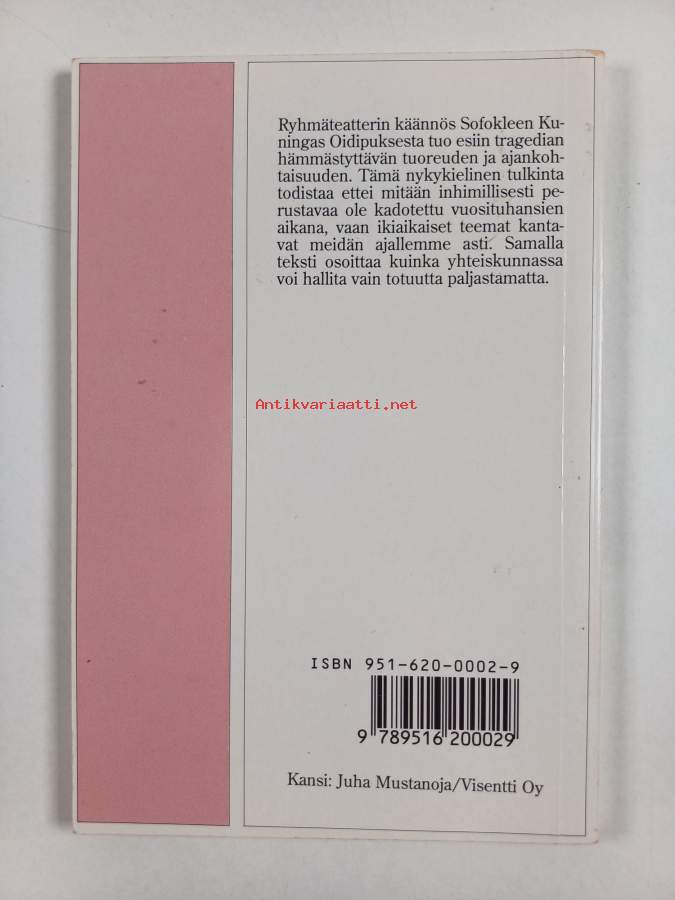 Ryhmäteatterin käännös Sofokleen Ku-
ningas Oidipuksesta tuo esiin tragedian
hämmästyttävän tuoreuden ja ajankoh-
taisuuden. Tämä nykykielinen tulkinta
todistaa ettei mitään inhimillisesti pe-
rustavaa ole kadotettu vuosituhansien
aikana, vaan ikiaikaiset teemat kanta-
vat meidän ajallemme asti. Samalla
teksti osoittaa kuinka yhteiskunnassa
voi hallita vain totuutta paljastamatta.
Antikvariaatti.net
ISBN 951-620-0002-9
9 789516 200029
Kansi: Juha Mustanoja/Visentti Oy